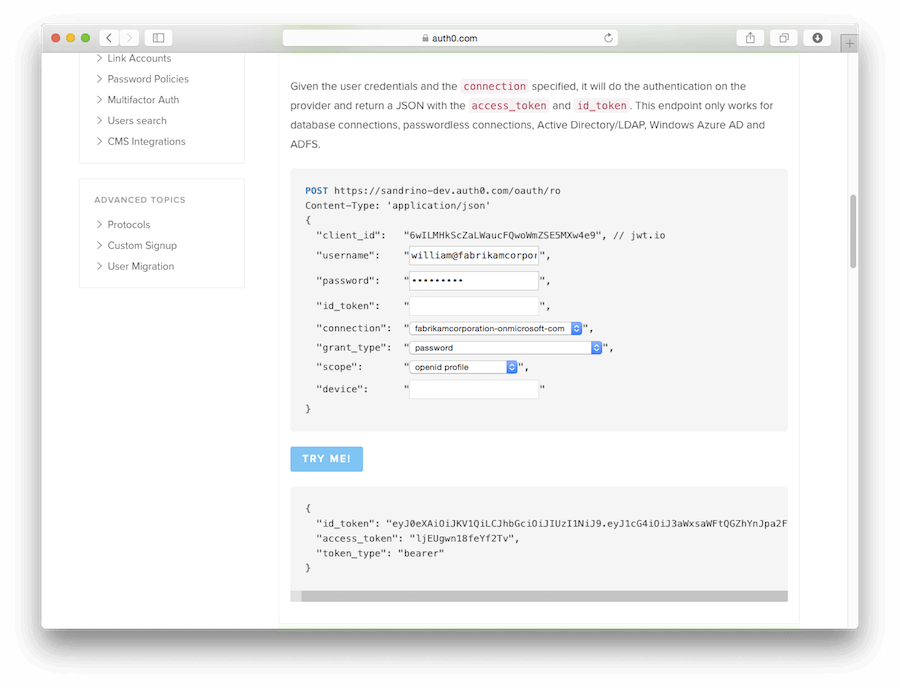 auth0.com
Link Accounts
Password Policies
Multifactor Auth
Users search
CMS Integrations
ADVANCED TOPICS
Protocols
Custom Signup
User Migration
Given the user credentials and the connection specified, it will do the authentication on the
provider and return a JSON with the access_token and id_token. This endpoint only works for
database connections, passwordless connections, Active Directory/LDAP, Windows Azure AD and
ADFS.
POST https://sandrino-dev.auth0.com/oauth/ro
Content-Type: 'application/json'
{
"client_id": "6wILMHkScZaLWaucFQwoWmZSE5MXw4e9", // jwt.io
"username": "william@fabrikamcorpor",
"password": "•••••••••",
"id_token": "",
"connection": "fabrikamcorporation-onmicrosoft-com",
"grant_type": "password",
"scope": "openid profile",
"device": ""
}
TRY ME!
{
"id_token": "eyJ0eXAiOiJKV1QiLCJhbGciOiJIUzI1NiJ9.eyJ1cG4iOiJ3aWxsaWFtQGZhYnJpa2F
"access_token": "ljEUgwn18feYf2Tv",
"token_type": "bearer"
}